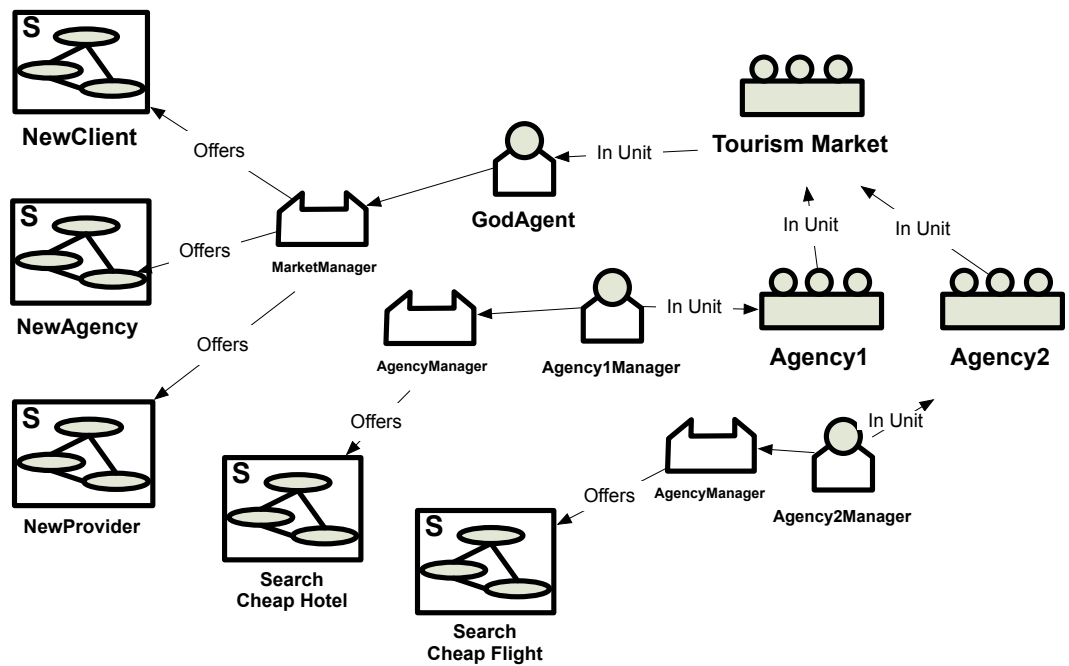 S
NewClient
Offers
In Unit
Tourism Market
GodAgent
S
Offers
MarketManager
In Unit
In Unit
NewAgency
Offers
AgencyManager
Agency1Manager
In Unit
Agency1
Agency2
S
NewProvider
Offers
S
Search
Cheap Hotel
In Unit
AgencyManager
Agency2Manager
Offers
S
Search
Cheap Flight